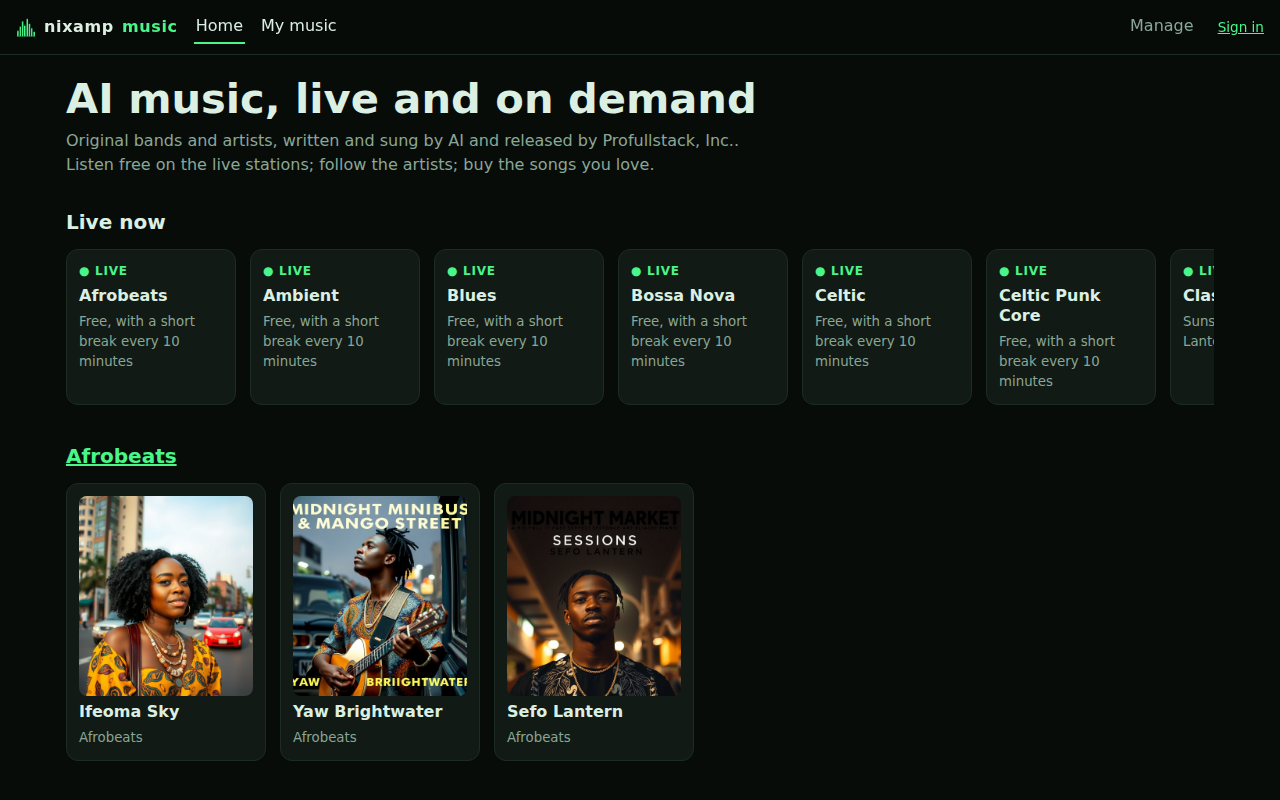 nixamp music
Home
My music
Manage
Sign in
AI music, live and on demand
Original bands and artists, written and sung by AI and released by Profullstack, Inc..
Listen free on the live stations; follow the artists; buy the songs you love.
Live now
● LIVE
Afrobeats
Free, with a short
break every 10
minutes
● LIVE
Ambient
Free, with a short
break every 10
minutes
● LIVE
Blues
Free, with a short
break every 10
minutes
● LIVE
Bossa Nova
Free, with a short
break every 10
minutes
● LIVE
Celtic
Free, with a short
break every 10
minutes
● LIVE
Celtic Punk
Core
Free, with a short
break every 10
minutes
● LI
Clas
Suns
Lant
Afrobeats
Ifeoma Sky
Afrobeats
MIDNIGHT MINIBUS
& MANGO STREET
YAW BRRIIGHTWATER
Yaw Brightwater
Afrobeats
MIDNIGHT MARKET
SESSIONS
SEFO LANTERN
Sefo Lantern
Afrobeats